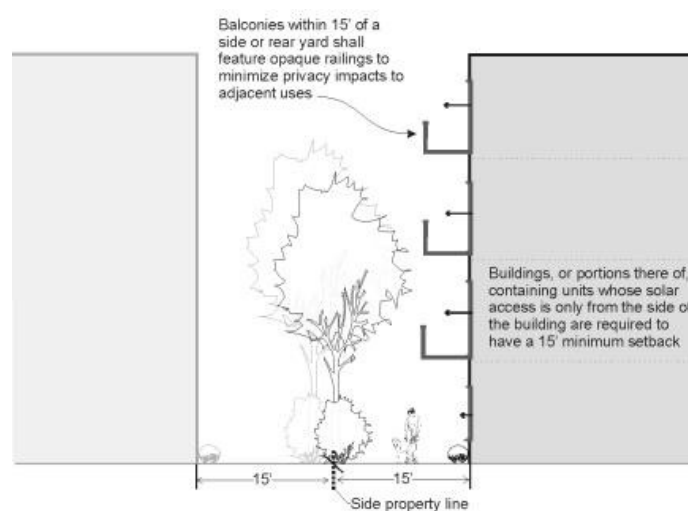 Balconies within 15' of a
side or rear yard shall
feature opaque railings to
minimize privacy impacts to
adjacent uses
Buildings, or portions there of,
containing units whose solar
access is only from the side of
the building are required to
have a 15' minimum setback
15'
15'
Side property line